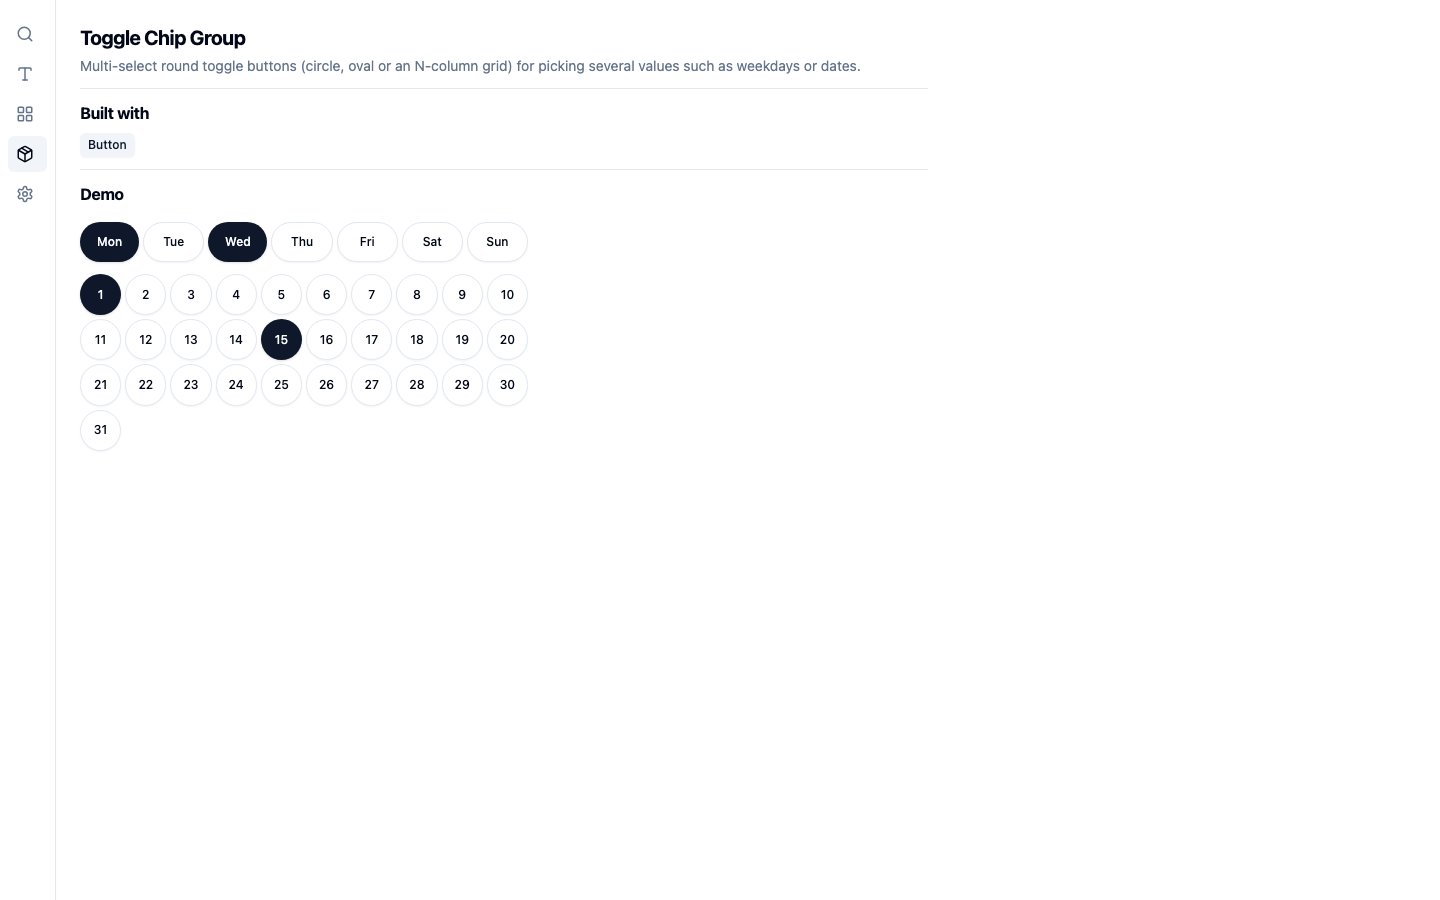 Toggle Chip Group
Multi-select round toggle buttons (circle, oval or an N-column grid) for picking several values such as weekdays or dates.
Built with
Button
Demo
Mon Tue Wed Thu Fri Sat Sun
1 2 3 4 5 6 7 8 9 10
11 12 13 14 15 16 17 18 19 20
21 22 23 24 25 26 27 28 29 30
31